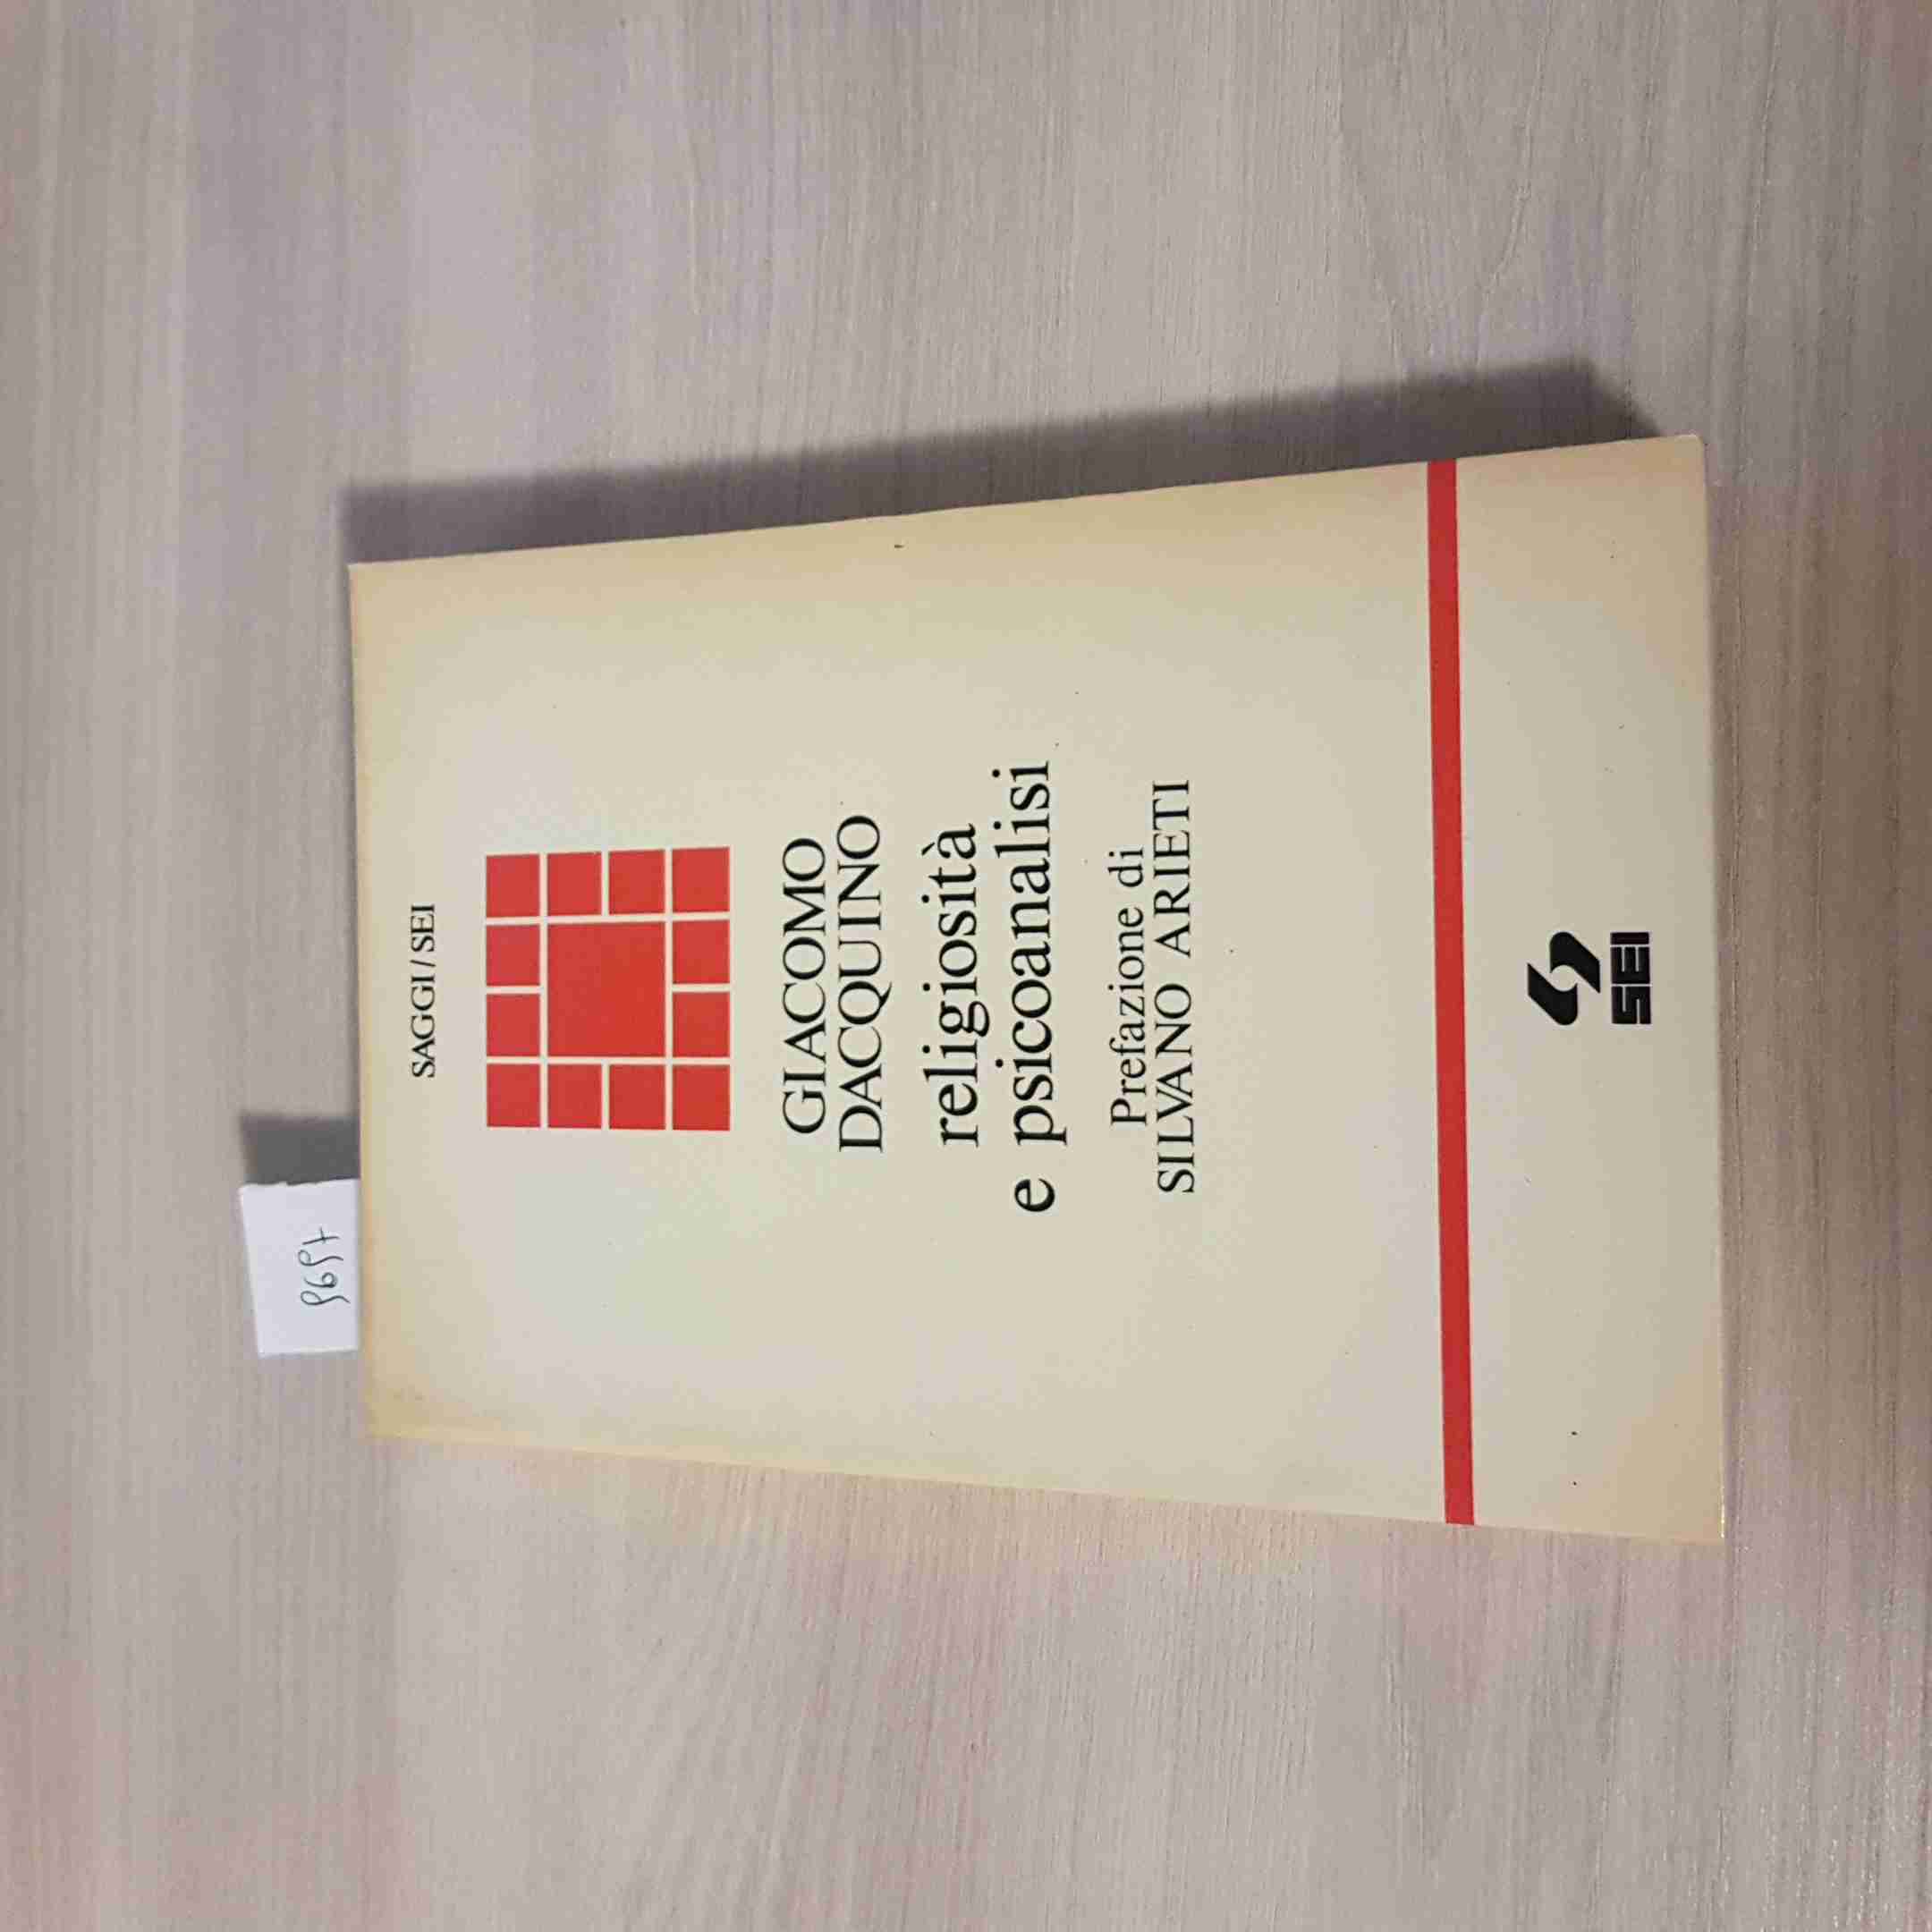 SAGGI/SEI
GIACOMO
DACQUINO
religiosità
e psicoanalisi
Prefazione di
SILVANO ARIETI
SEI